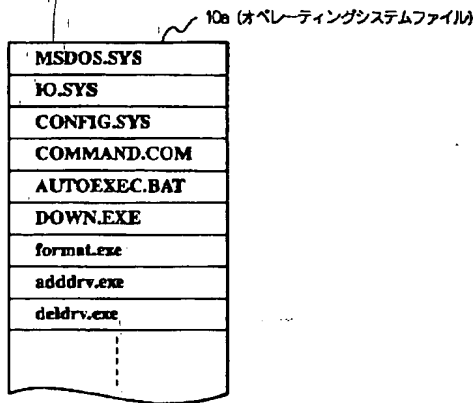 10a (オペレーティングシステムファイル)
MSDOS.SYS
IO.SYS
CONFIG.SYS
COMMAND.COM
AUTOEXEC.BAT
DOWN.EXE
format.exe
adddrv.exe
deldrv.exe